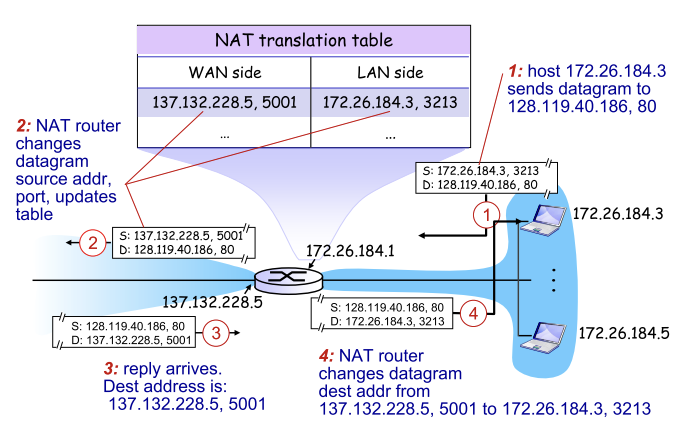 NAT translation table
WAN side
LAN side
137.132.228.5, 5001
172.26.184.3, 3213
...
...
1: host 172.26.184.3
sends datagram to
128.119.40.186, 80
2: NAT router
changes
datagram
source addr,
port, updates
table
S: 172.26.184.3, 3213
D: 128.119.40.186, 80
1
172.26.184.3
S: 137.132.228.5, 5001
D: 128.119.40.186, 80
2
172.26.184.1
137.132.228.5
S: 128.119.40.186, 80
D: 172.26.184.3, 3213
4
...
S: 128.119.40.186, 80
D: 137.132.228.5, 5001
3
172.26.184.5
3: reply arrives.
Dest address is:
137.132.228.5, 5001
4: NAT router
changes datagram
dest addr from
137.132.228.5, 5001 to 172.26.184.3, 3213